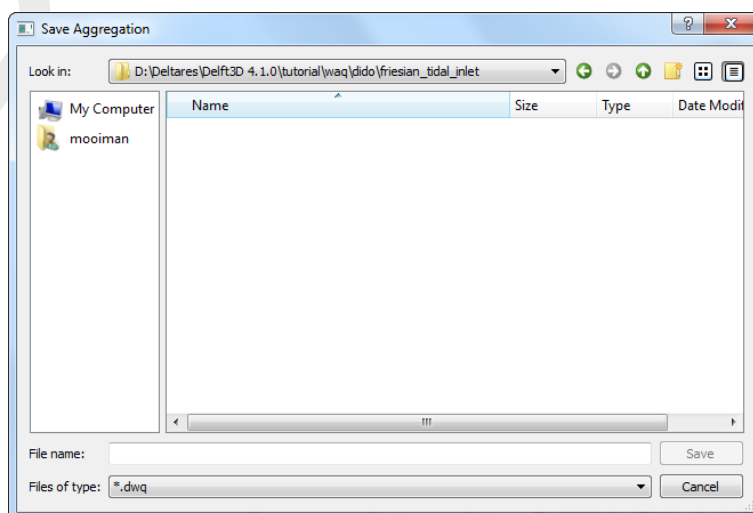 Save Aggregation
Look in: D:\Deltares\Delft3D 4.1.0\tutorial\waq\dido\friesian_tidal_inlet
My Computer
mooiman
Name Size Type Date Modif
File name: Save
Files of type: *.dwq Cancel